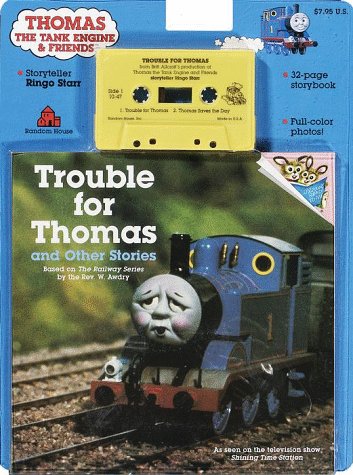 THOMAS
THE TANK ENGINE
& FRIENDS
$7.95 U.S.
Storyteller
Ringo Starr
Random House
TROUBLE FOR THOMAS
from Britt Allcroft's production of
Thomas the Tank Engine and Friends
storyteller Ringo Starr
Side 1
10:47
1. Trouble for Thomas 2. Thomas Saves the Day
Random House, Inc.
Made in U.S.A.
32-page
storybook
Full-color
photos!
Trouble
for
Thomas
and Other Stories
Based on The Railway Series
by the Rev. W. Awdry
As seen on the television show,
Shining Time Station